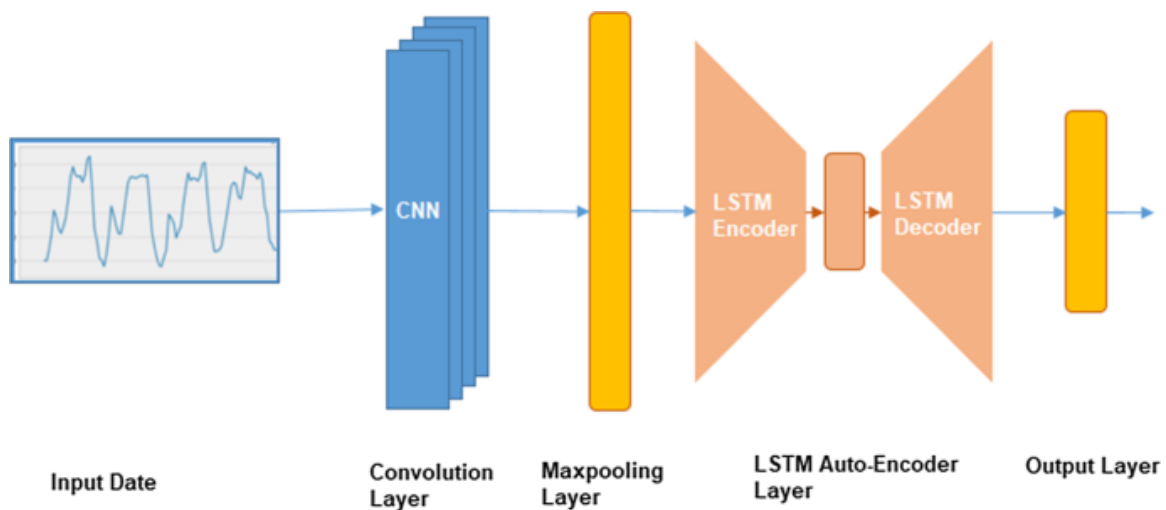 CNN
LSTM
Encoder
LSTM
Decoder
Input Date
Convolution
Layer
Maxpooling
Layer
LSTM Auto-Encoder
Layer
Output Layer